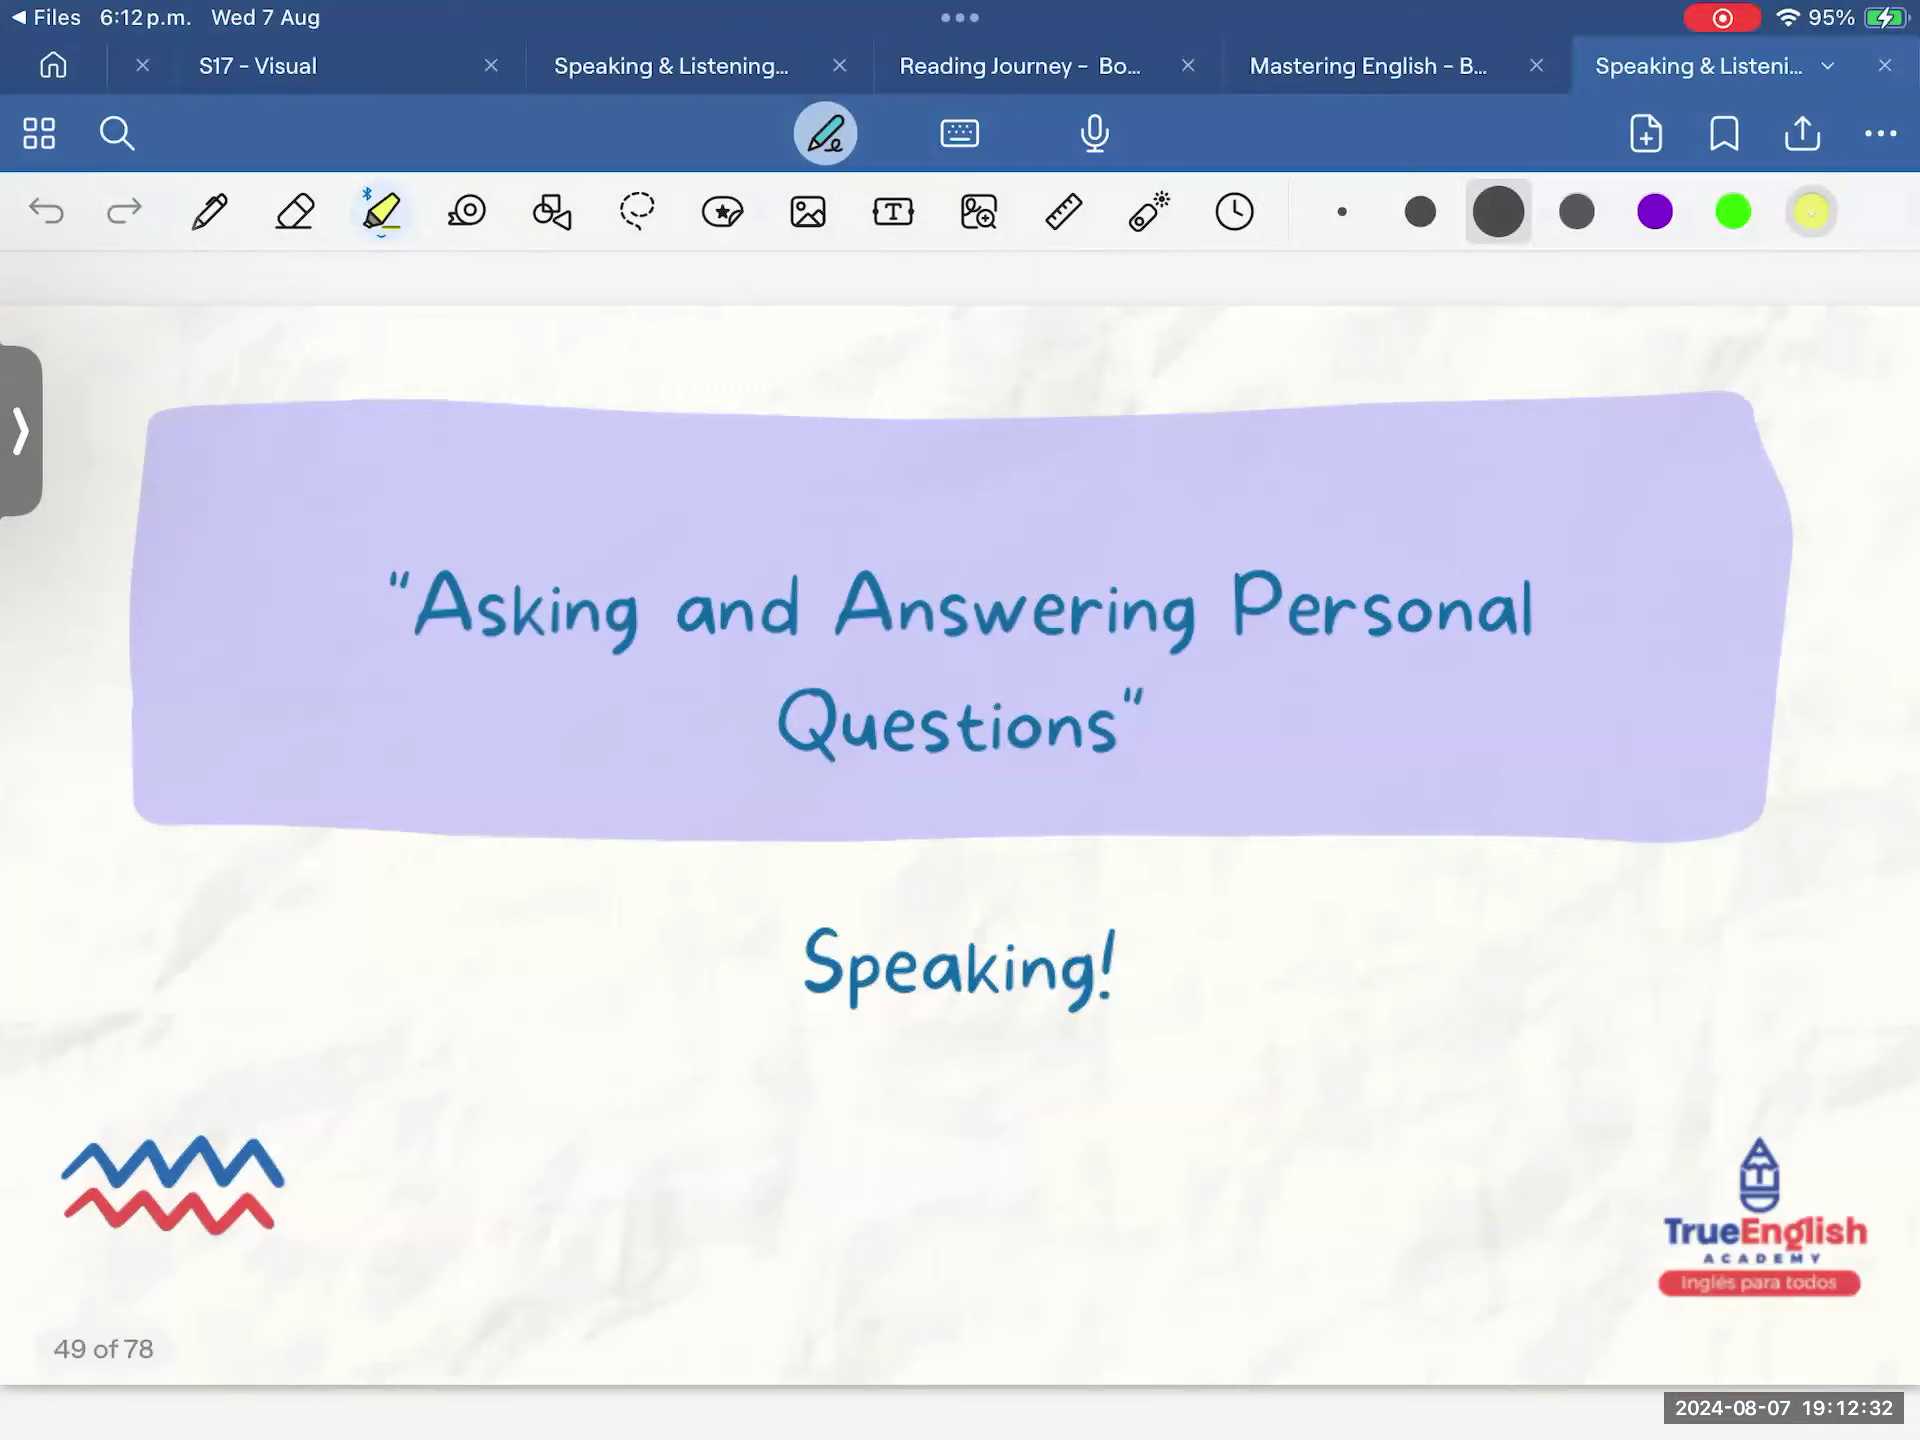 Files 6:12 p.m. Wed 7 Aug 95%
S17 - Visual Speaking & Listening... Reading Journey - Bo... Mastering English - B... Speaking & Listeni...
"Asking and Answering Personal
Questions"
Speaking!
TrueEnglish
ACADEMY
Inglés para todos
49 of 78
2024-08-07 19:12:32